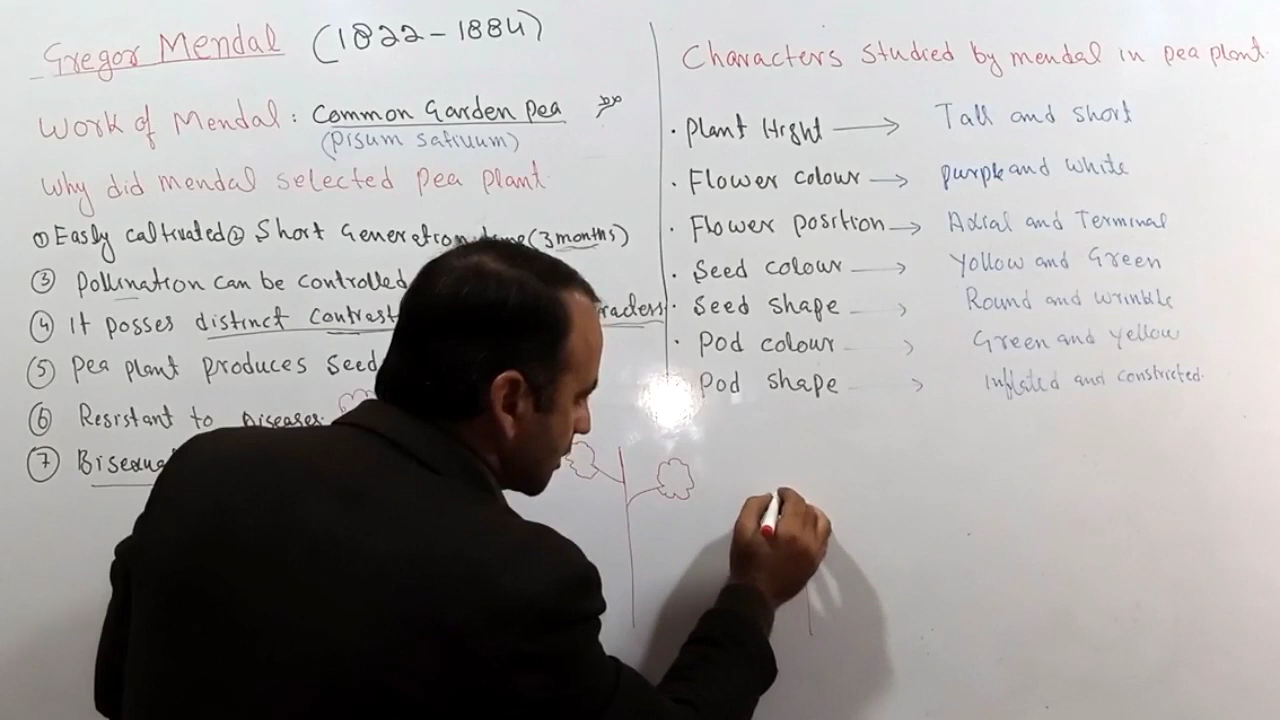 Gregor Mendal (1822-1884)
Work of Mendal: Common Garden pea
(Pisum Sativum)
Why did mendal selected pea plant
① Easly caltivated ② Short Generation time (3 months)
③ Pollination can be controlled
④ It posses distinct contrast racters
⑤ Pea plant produces Seed
⑥ Resistant to Diseases.
⑦ Bisexual
Characters studied by mendal in pea plant.
· Plant Hight → Tall and short
· Flower colour → purple and white
· Flower position → Axial and Terminal
· Seed colour → Yollow and Green
· Seed shape → Round and wrinkle
· Pod colour → Green and yellow
· Pod shape → Inflated and constricted.